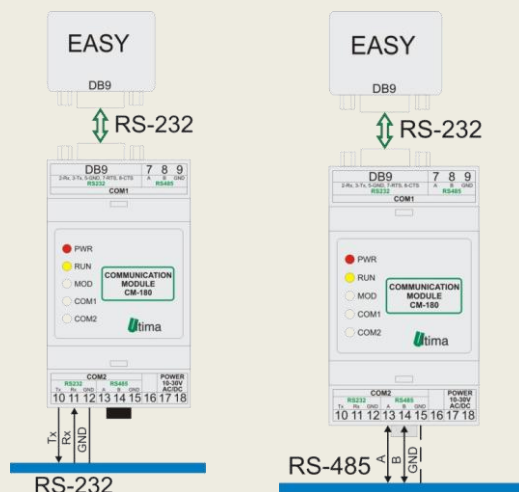 EASY
DB9
RS-232
DB9 7 8 9
2-Rx, 3-Tx, 5-GND, 7-RTS, 8-CTS A B GND
RS232 RS485
COM1
PWR
RUN
MOD
COM1
COM2
COMMUNICATION
MODULE
CM-180
Utima
COM2 POWER
RS232 RS485 10-30V
Tx Rx GND A B GND AC/DC
10 11 12 13 14 15 16 17 18
Tx
Rx
GND
RS-232
EASY
DB9
RS-232
DB9 7 8 9
2-Rx, 3-Tx, 5-GND, 7-RTS, 8-CTS A B GND
RS232 RS485
COM1
PWR
RUN
MOD
COM1
COM2
COMMUNICATION
MODULE
CM-180
Utima
COM2 POWER
RS232 RS485 10-30V
Tx Rx GND A B GND AC/DC
10 11 12 13 14 15 16 17 18
RS-485
A
B
GND